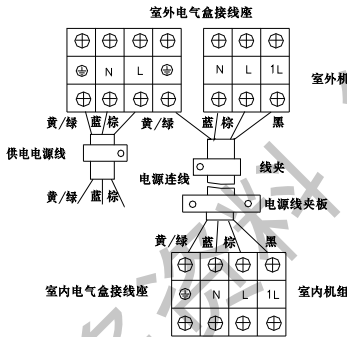 室外电气盒接线座
N L N L 1L
室外机
黄/绿 蓝 棕 黄/绿 蓝 棕 黑
供电电源线
线夹
电源连线
黄/绿 蓝 棕
电源线夹板
黄/绿 蓝 棕 黑
室内电气盒接线座
N L 1L
室内机组
资料